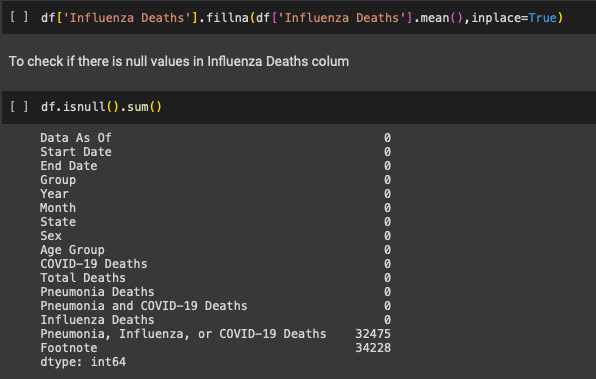 [ ] df['Influenza Deaths'].fillna(df['Influenza Deaths'].mean(),inplace=True)
To check if there is null values in Influenza Deaths colum
[ ] df.isnull().sum()
Data As Of 0
Start Date 0
End Date 0
Group 0
Year 0
Month 0
State 0
Sex 0
Age Group 0
COVID-19 Deaths 0
Total Deaths 0
Pneumonia Deaths 0
Pneumonia and COVID-19 Deaths 0
Influenza Deaths 0
Pneumonia, Influenza, or COVID-19 Deaths 32475
Footnote 34228
dtype: int64